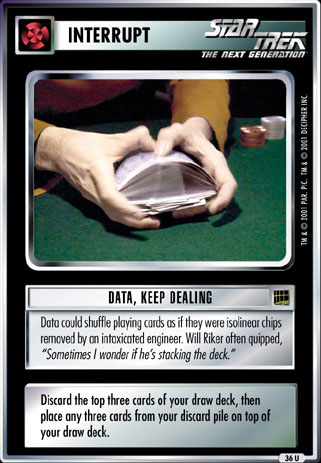 INTERRUPT
STAR TREK
THE NEXT GENERATION
TM & © 2001 PAR. P.C. TM & © 2001 DECIPHER INC.
DATA, KEEP DEALING
Data could shuffle playing cards as if they were isolinear chips
removed by an intoxicated engineer. Will Riker often quipped,
“Sometimes I wonder if he’s stacking the deck.”
Discard the top three cards of your draw deck, then
place any three cards from your discard pile on top of
your draw deck.
36 U